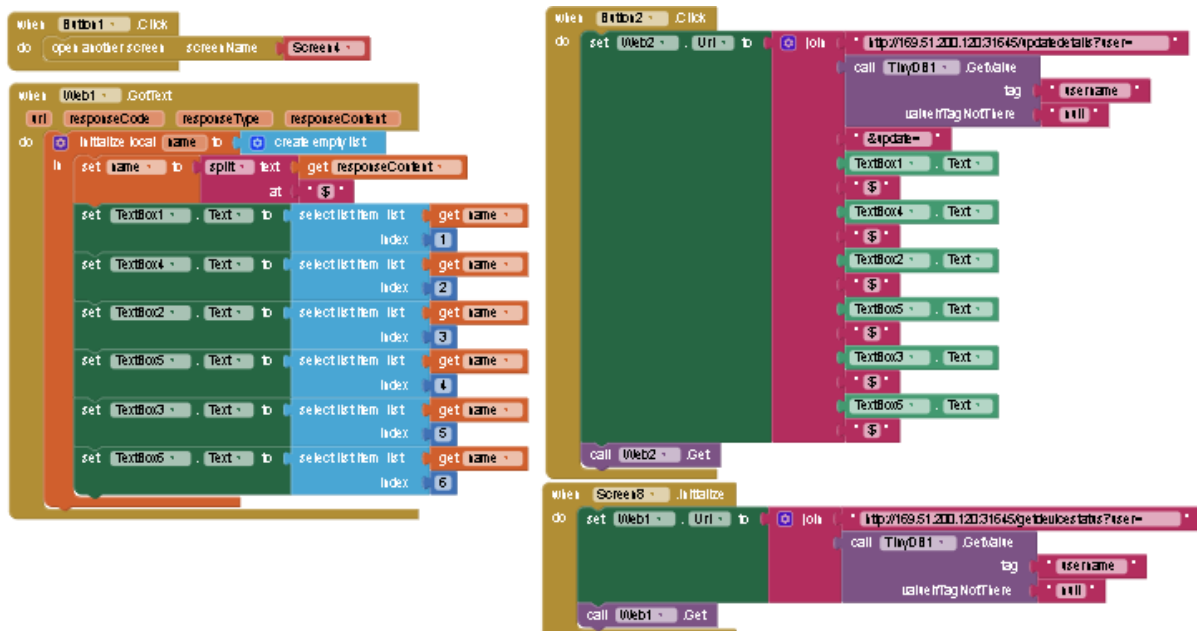 when Button1 .Click
do open another screen screenName " Screen4 "
when Web1 .GotText
url responseCode responseType responseContent
do initialize local name to create empty list
in set name to split text get responseContent
at " $ "
set TextBox1 . Text to select list item list get name
index 1
set TextBox4 . Text to select list item list get name
index 2
set TextBox2 . Text to select list item list get name
index 3
set TextBox5 . Text to select list item list get name
index 4
set TextBox3 . Text to select list item list get name
index 5
set TextBox6 . Text to select list item list get name
index 6
when Button2 .Click
do set Web2 . Url to join " http://169.51.200.120:31645/updatedetails?user= "
call TinyDB1 .GetValue
tag " username "
valueIfTagNotThere " null "
" &update= "
TextBox1 . Text
" $ "
TextBox4 . Text
" $ "
TextBox2 . Text
" $ "
TextBox5 . Text
" $ "
TextBox3 . Text
" $ "
TextBox6 . Text
" $ "
call Web2 .Get
when Screen8 .Initialize
do set Web1 . Url to join " http://169.51.200.120:31645/getdevicestatus?user= "
call TinyDB1 .GetValue
tag " username "
valueIfTagNotThere " null "
call Web1 .Get